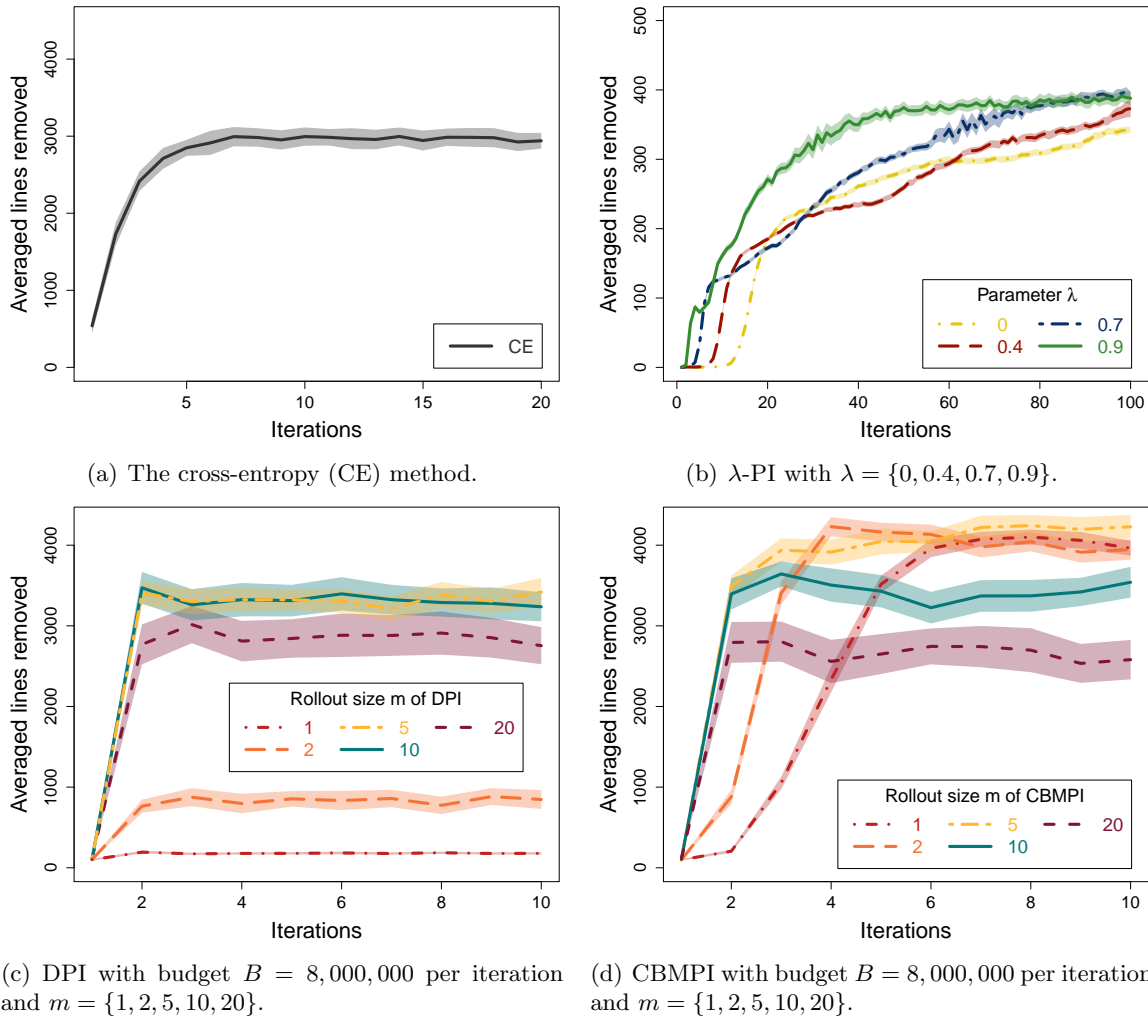 Averaged lines removed
0 1000 2000 3000 4000
CE
5 10 15 20
Iterations
(a) The cross-entropy (CE) method.
Averaged lines removed
0 100 200 300 400 500
Parameter λ
0 0.7
0.4 0.9
0 20 40 60 80 100
Iterations
(b) λ-PI with λ = {0, 0.4, 0.7, 0.9}.
Averaged lines removed
0 1000 2000 3000 4000
Rollout size m of DPI
1 5 20
2 10
2 4 6 8 10
Iterations
(c) DPI with budget B = 8,000,000 per iteration
and m = {1, 2, 5, 10, 20}.
Averaged lines removed
0 1000 2000 3000 4000
Rollout size m of CBMPI
1 5 20
2 10
2 4 6 8 10
Iterations
(d) CBMPI with budget B = 8,000,000 per iteration
and m = {1, 2, 5, 10, 20}.